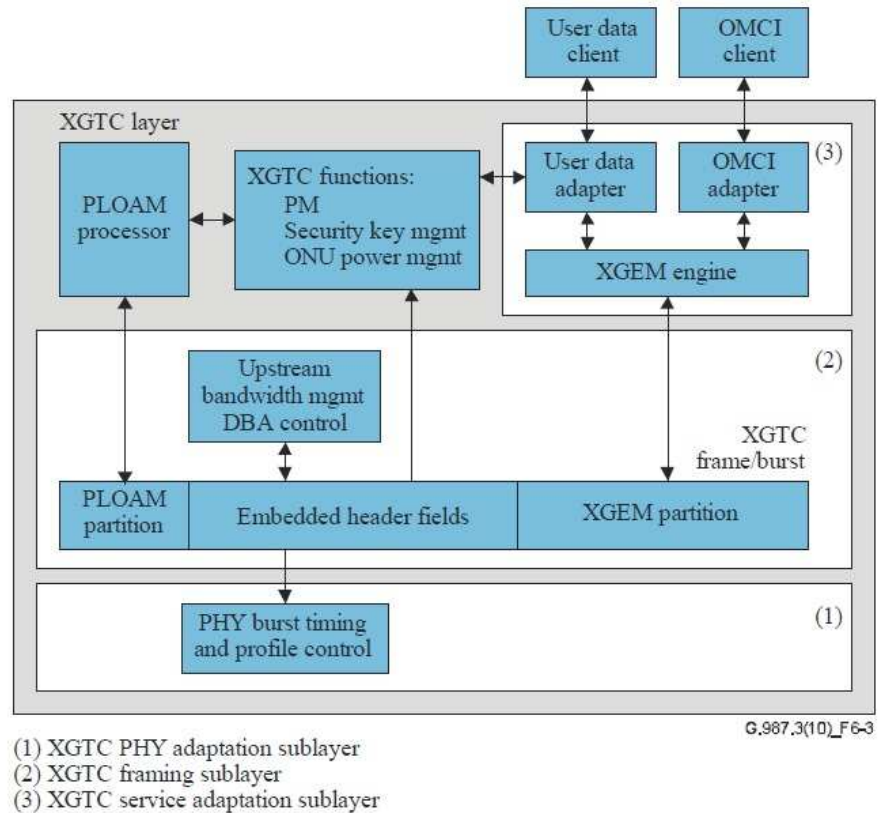 User data
client
OMCI
client
XGTC layer
(3)
PLOAM
processor
XGTC functions:
PM
Security key mgmt
ONU power mgmt
User data
adapter
OMCI
adapter
XGEM engine
(2)
Upstream
bandwidth mgmt
DBA control
XGTC
frame/burst
PLOAM
partition
Embedded header fields
XGEM partition
(1)
PHY burst timing
and profile control
G.987.3(10)_F6-3
(1) XGTC PHY adaptation sublayer
(2) XGTC framing sublayer
(3) XGTC service adaptation sublayer